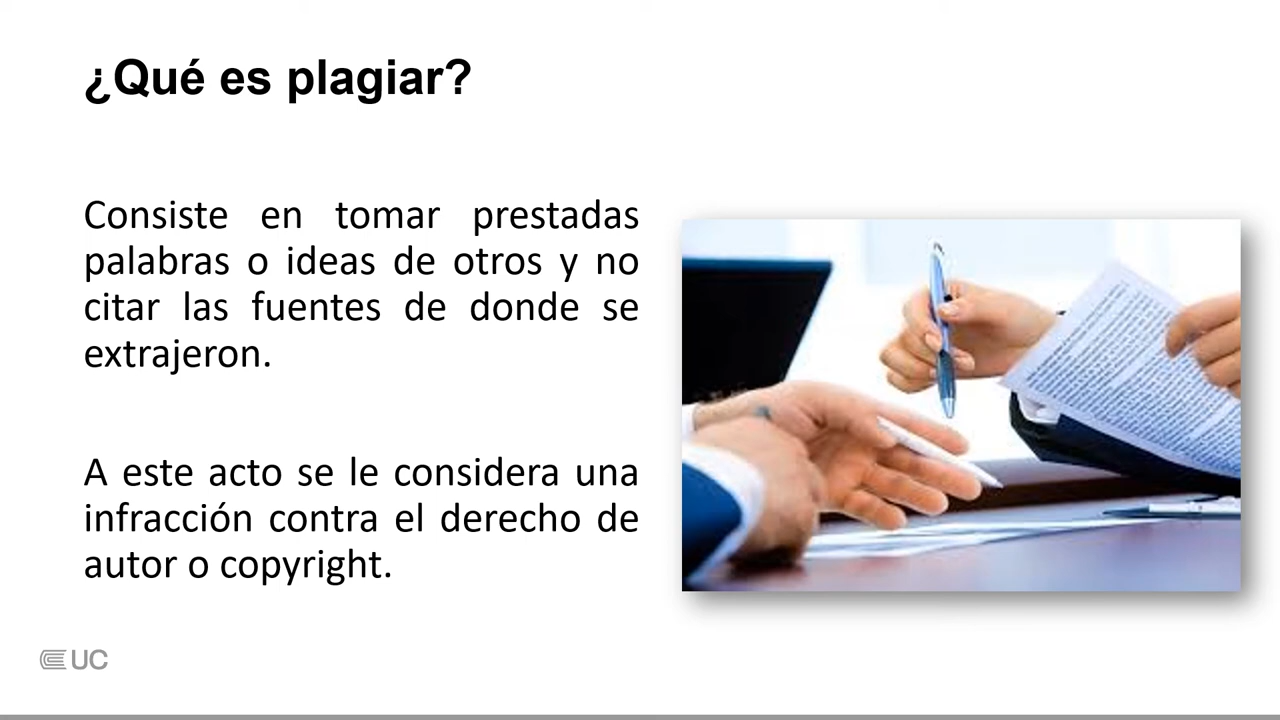 ¿Qué es plagiar?
Consiste en tomar prestadas
palabras o ideas de otros y no
citar las fuentes de donde se
extrajeron.
A este acto se le considera una
infracción contra el derecho de
autor o copyright.
UC